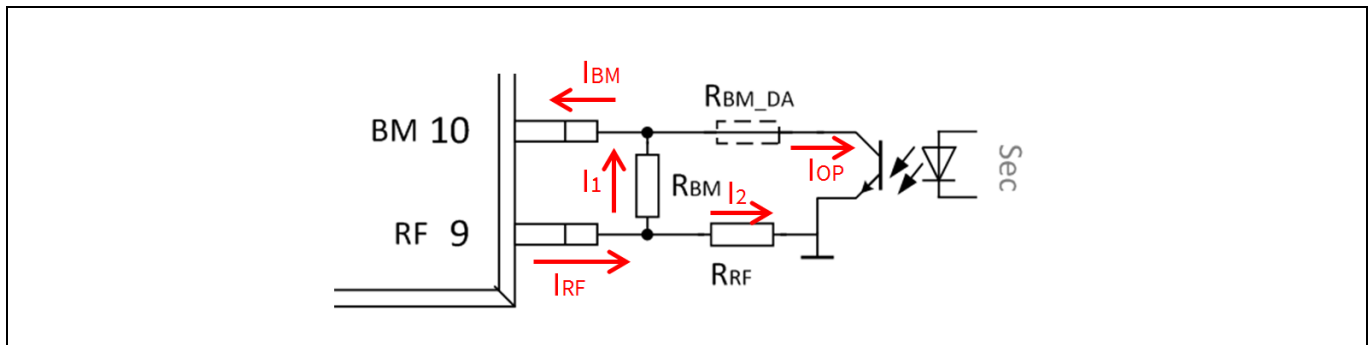 IBM
RBM_DA
BM 10
IOP
Sec
I1
RBM
I2
RF 9
IRF
RRF